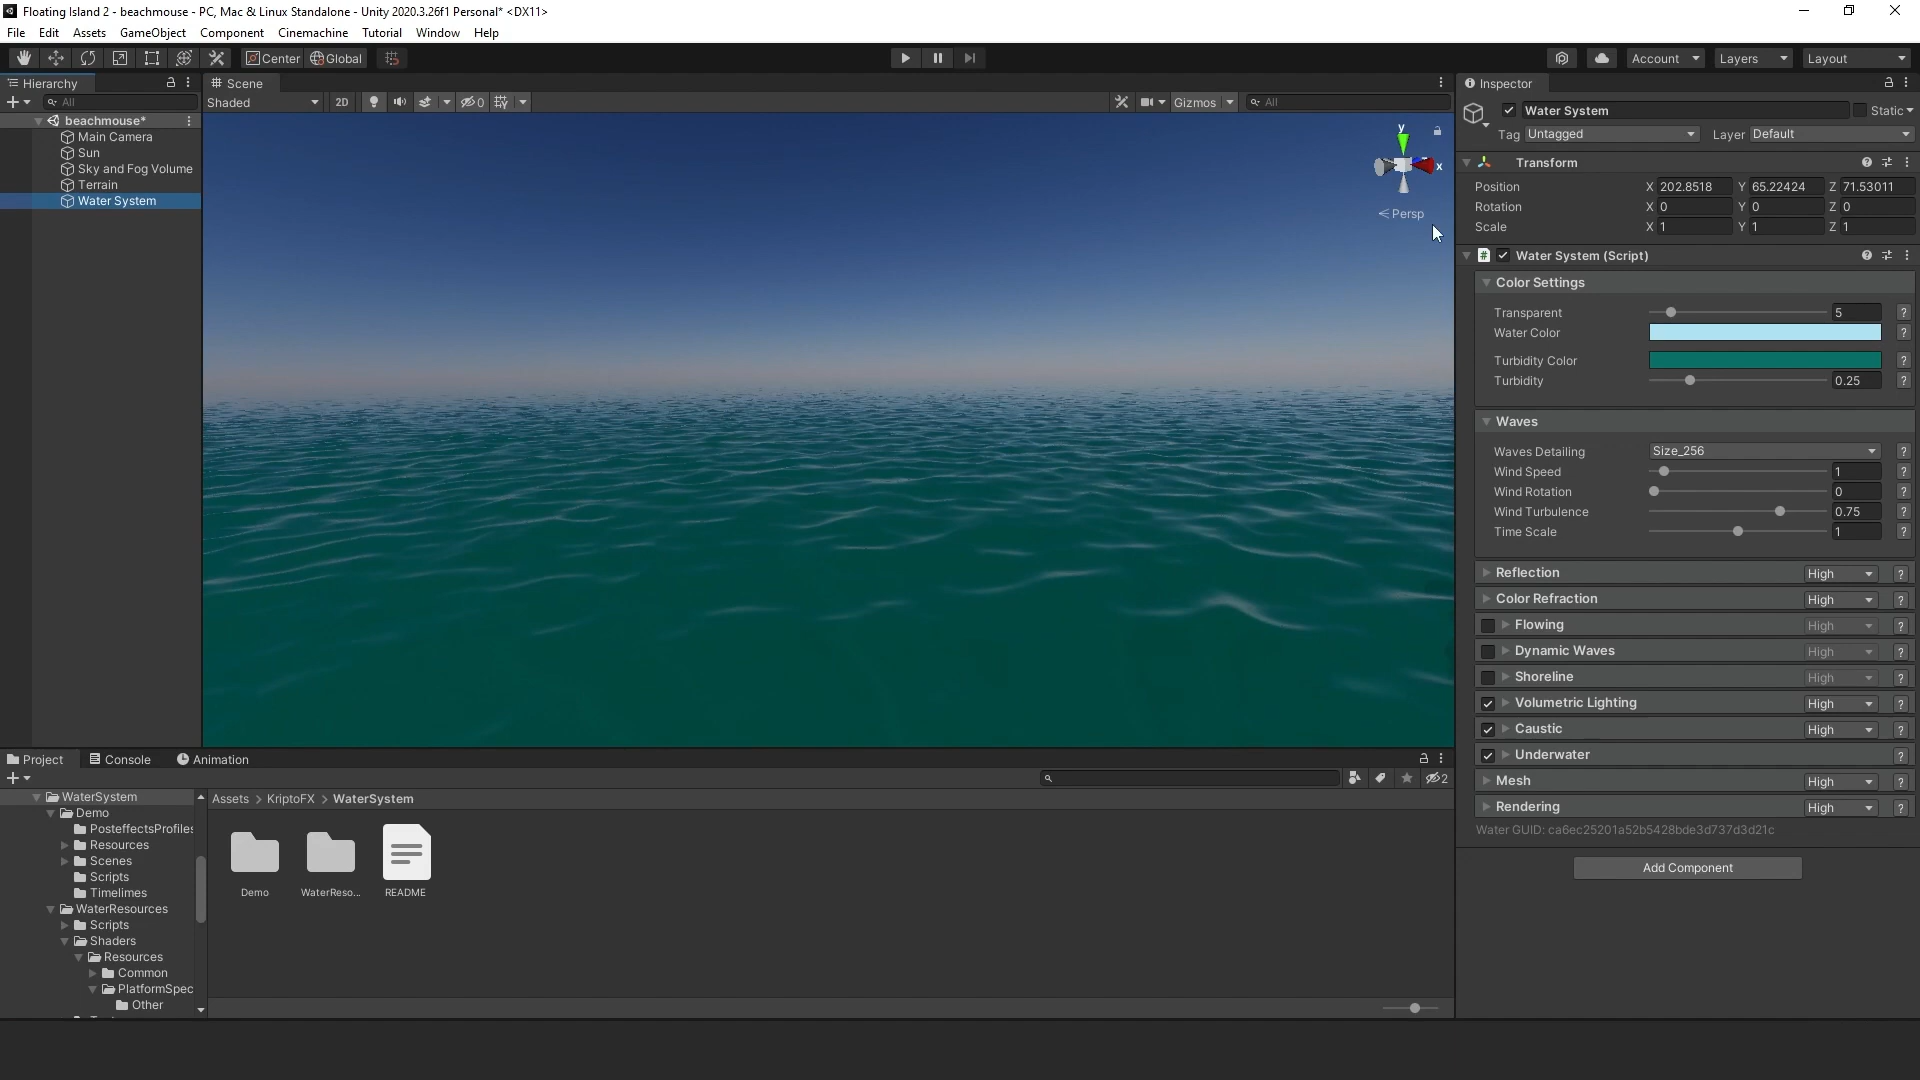 Floating Island 2 - beachmouse - PC, Mac & Linux Standalone - Unity 2020.3.26f1 Personal* <DX11>
File Edit Assets GameObject Component Cinemachine Tutorial Window Help
Center Global Account Layers Layout
Hierarchy
All
beachmouse*
Main Camera
Sun
Sky and Fog Volume
Terrain
Water System
Scene
Shaded 2D 0 Gizmos All
y
x
Persp
Inspector
Water System Static
Tag Untagged Layer Default
Transform
Position X 202.8518 Y 65.22424 Z 71.53011
Rotation X 0 Y 0 Z 0
Scale X 1 Y 1 Z 1
# Water System (Script)
Color Settings
Transparent 5 ?
Water Color ?
Turbidity Color ?
Turbidity 0.25 ?
Waves
Waves Detailing Size_256 ?
Wind Speed 1 ?
Wind Rotation 0 ?
Wind Turbulence 0.75 ?
Time Scale 1 ?
Reflection High ?
Color Refraction High ?
Flowing High ?
Dynamic Waves High ?
Shoreline High ?
Volumetric Lighting High ?
Caustic High ?
Underwater ?
Mesh High ?
Rendering High ?
Water GUID: ca6ec25201a52b5428bde3d737d3d21c
Add Component
Project Console Animation
2
WaterSystem
Demo
PosteffectsProfiles
Resources
Scenes
Scripts
Timelimes
WaterResources
Scripts
Shaders
Resources
Common
PlatformSpec
Other
Assets > KriptoFX > WaterSystem
Demo
WaterReso...
README